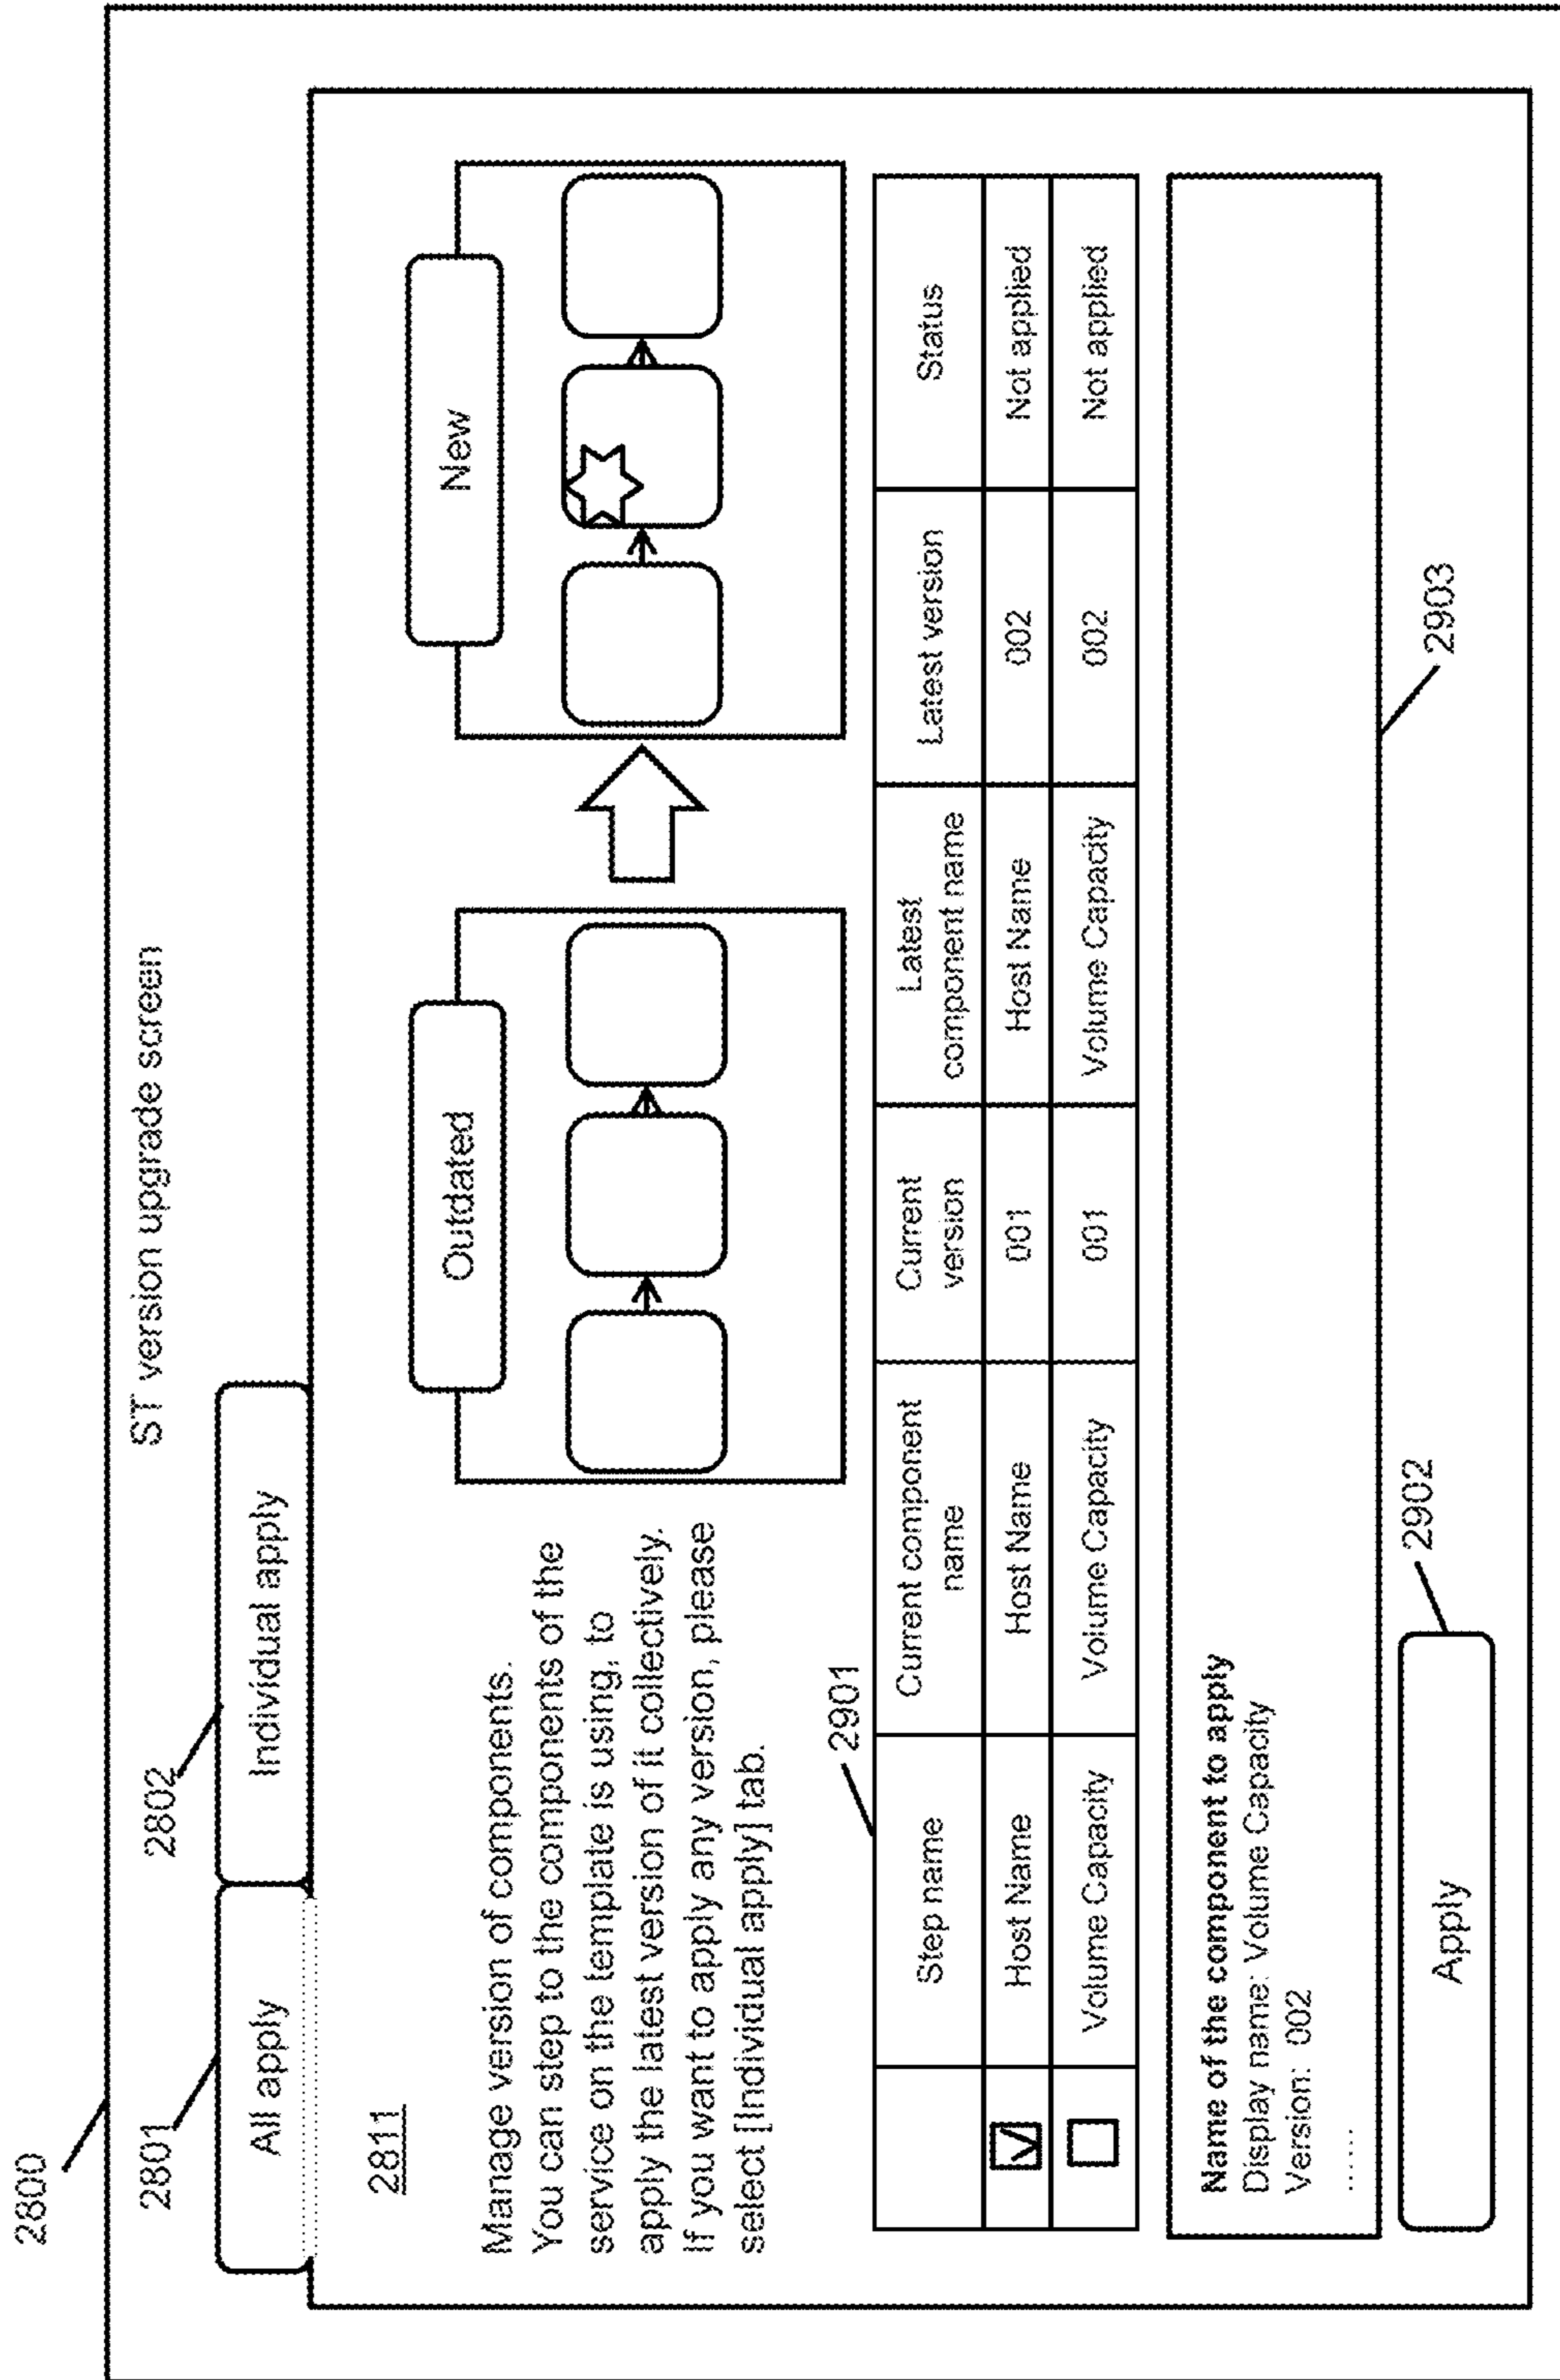 2800
ST version upgrade screen
2801
2802
All apply
Individual apply
2811
Manage version of components.
You can step to the components of the
service on the template is using, to
apply the latest version of it collectively.
If you want to apply any version, please
select [Individual apply] tab.
Outdated
New
2901
Step name
Current component
name
Current
version
Latest
component name
Latest version
Status
Host Name
Host Name
001
Host Name
002
Not applied
Volume Capacity
Volume Capacity
001
Volume Capacity
002
Not applied
Name of the component to apply
Display name: Volume Capacity
Version: 002
......
2903
Apply
2902